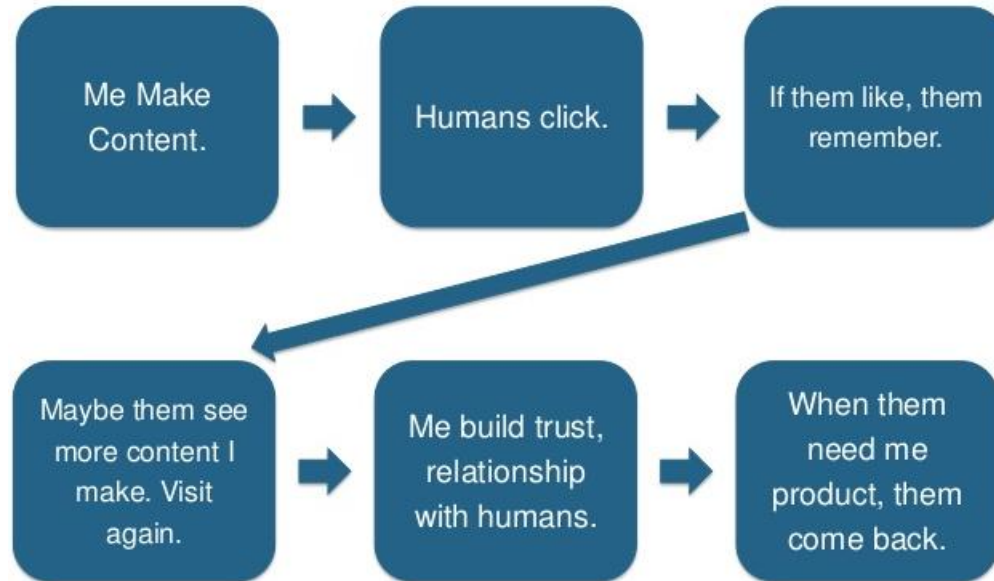 Me Make
Content.
Humans click.
If them like, them
remember.
Maybe them see
more content I
make. Visit
again.
Me build trust,
relationship
with humans.
When them
need me
product, them
come back.